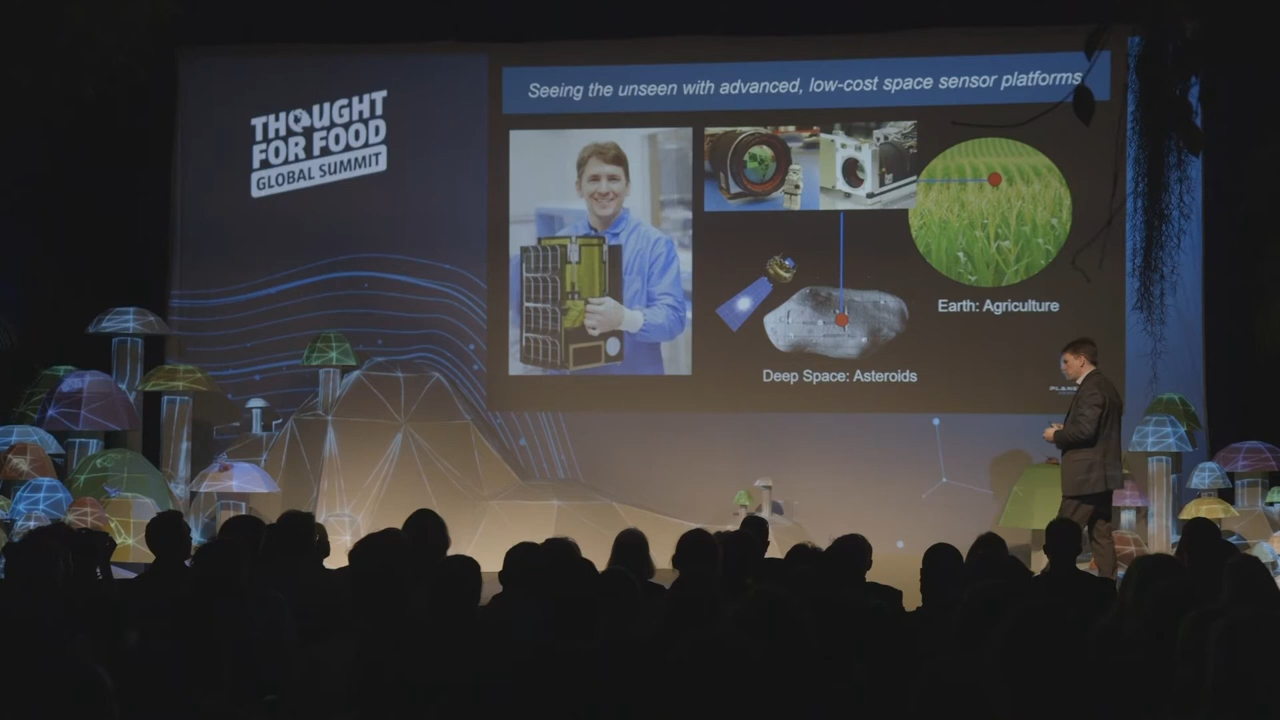 THOUGHT
FOR FOOD
GLOBAL SUMMIT
Seeing the unseen with advanced, low-cost space sensor platforms
Earth: Agriculture
Deep Space: Asteroids